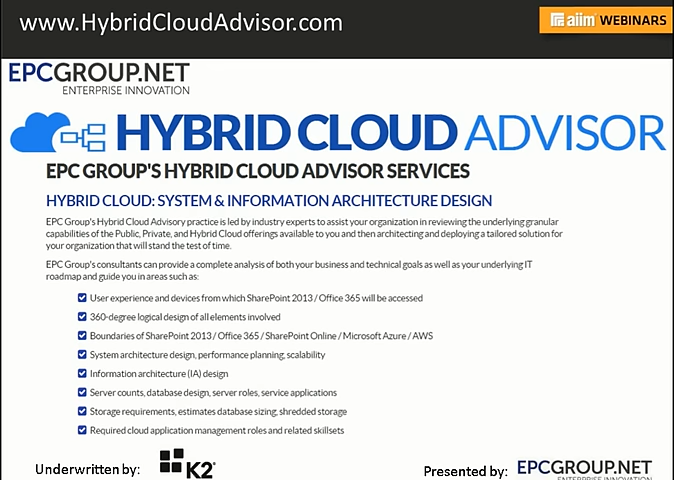 www.HybridCloudAdvisor.com
aiim WEBINARS
EPCGROUP.NET
ENTERPRISE INNOVATION
HYBRID CLOUD ADVISOR
EPC GROUP'S HYBRID CLOUD ADVISOR SERVICES
HYBRID CLOUD: SYSTEM & INFORMATION ARCHITECTURE DESIGN
EPC Group's Hybrid Cloud Advisory practice is led by industry experts to assist your organization in reviewing the underlying granular
capabilities of the Public, Private, and Hybrid Cloud offerings available to you and then architecting and deploying a tailored solution for
your organization that will stand the test of time.
EPC Group's consultants can provide a complete analysis of both your business and technical goals as well as your underlying IT
roadmap and guide you in areas such as:
User experience and devices from which SharePoint 2013 / Office 365 will be accessed
360-degree logical design of all elements involved
Boundaries of SharePoint 2013 / Office 365 / SharePoint Online / Microsoft Azure / AWS
System architecture design, performance planning, scalability
Information architecture (IA) design
Server counts, database design, server roles, service applications
Storage requirements, estimates database sizing, shredded storage
Required cloud application management roles and related skillsets
Underwritten by: K2
Presented by: EPCGROUP.NET
ENTERPRISE INNOVATION